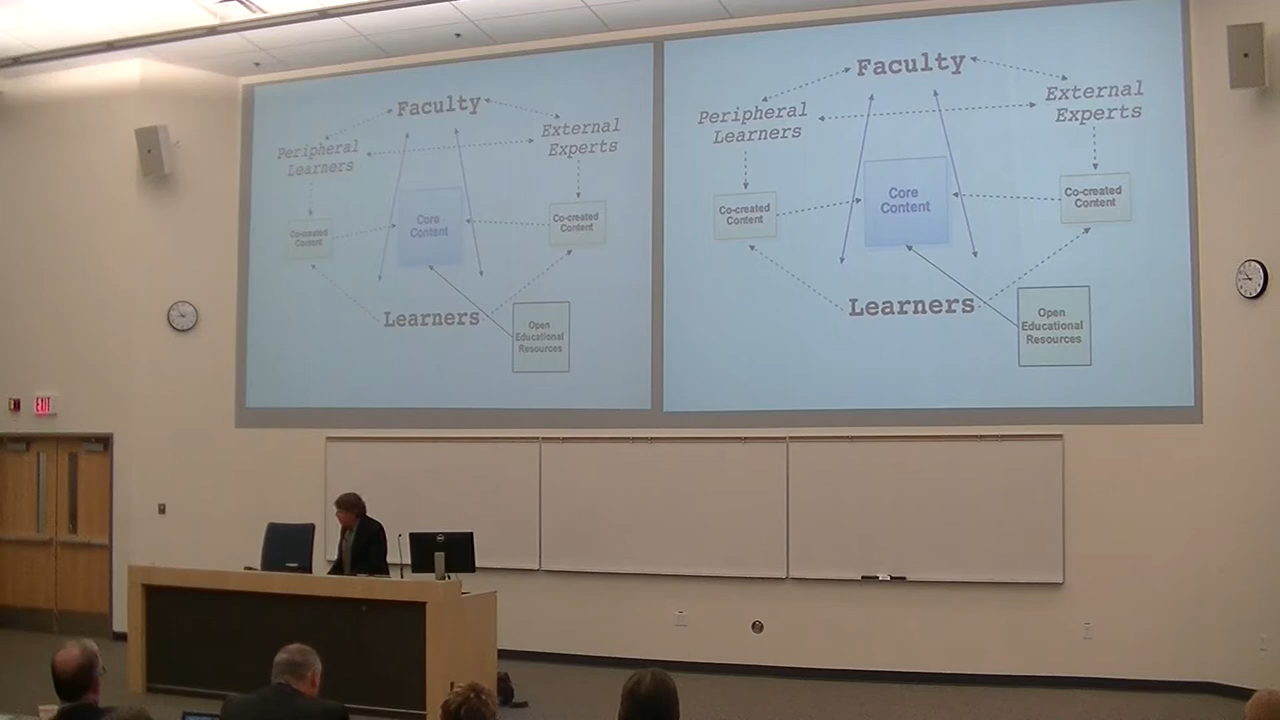 Faculty
Peripheral
Learners
External
Experts
Co-created
Content
Core
Content
Co-created
Content
Learners
Open
Educational
Resources
Faculty
Peripheral
Learners
External
Experts
Co-created
Content
Core
Content
Co-created
Content
Learners
Open
Educational
Resources
EXIT
DELL